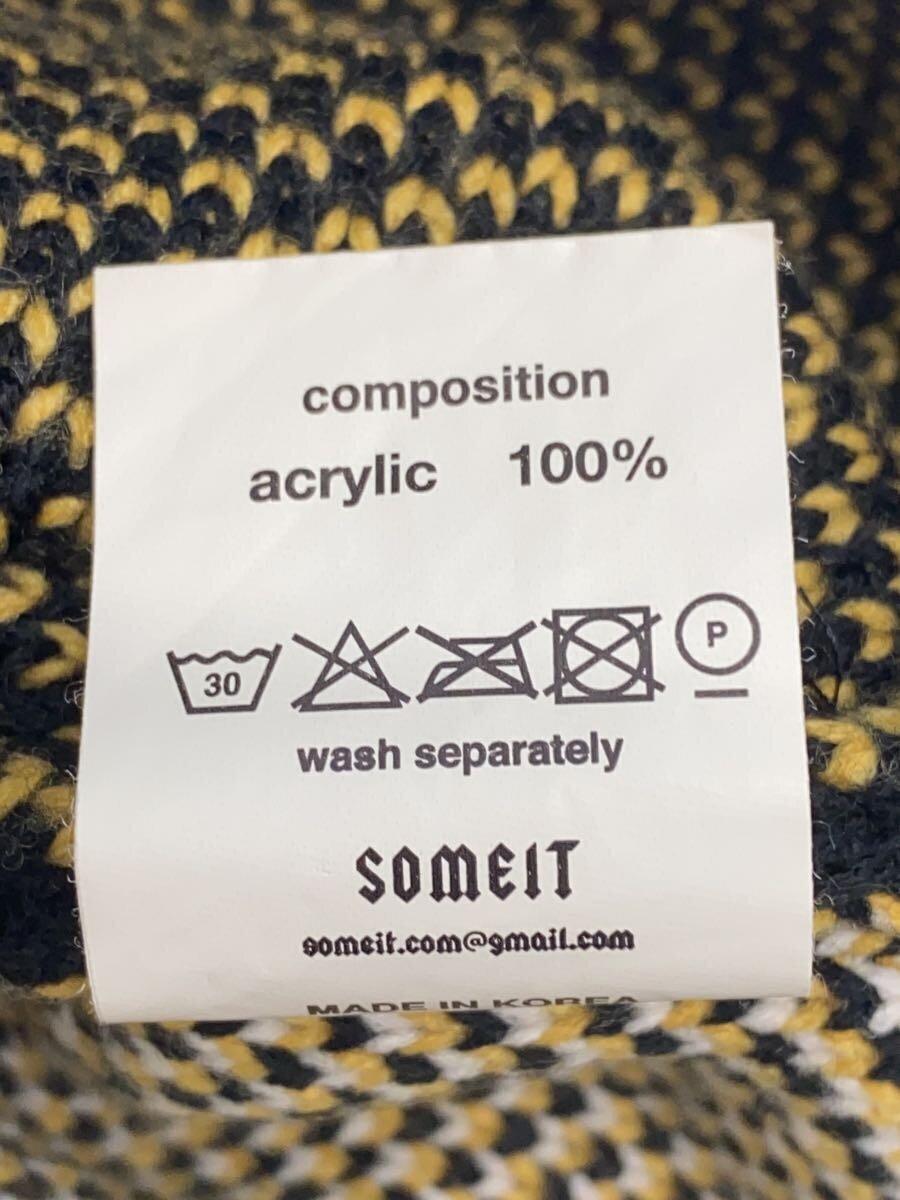 composition
acrylic 100%
30
P
wash separately
SOMEIT
someit.com@gmail.com
MADE IN KOREA